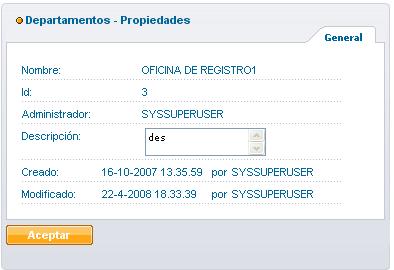 Departamentos - Propiedades
General
Nombre: OFICINA DE REGISTRO1
Id: 3
Administrador: SYSSUPERUSER
Descripción: des
Creado: 16-10-2007 13.35.59 por SYSSUPERUSER
Modificado: 22-4-2008 18.33.39 por SYSSUPERUSER
Aceptar